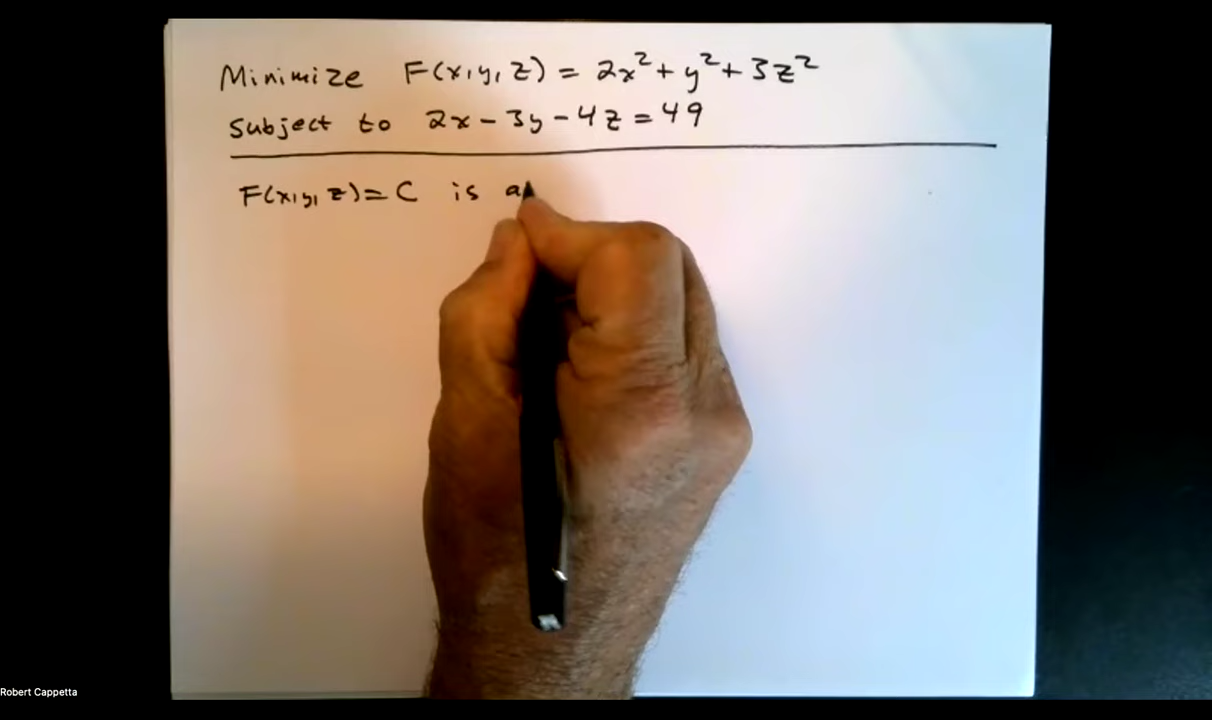 Minimize F(x,y,z) = 2x² + y² + 3z²
Subject to 2x - 3y - 4z = 49
F(x,y,z) = C is a
Robert Cappetta